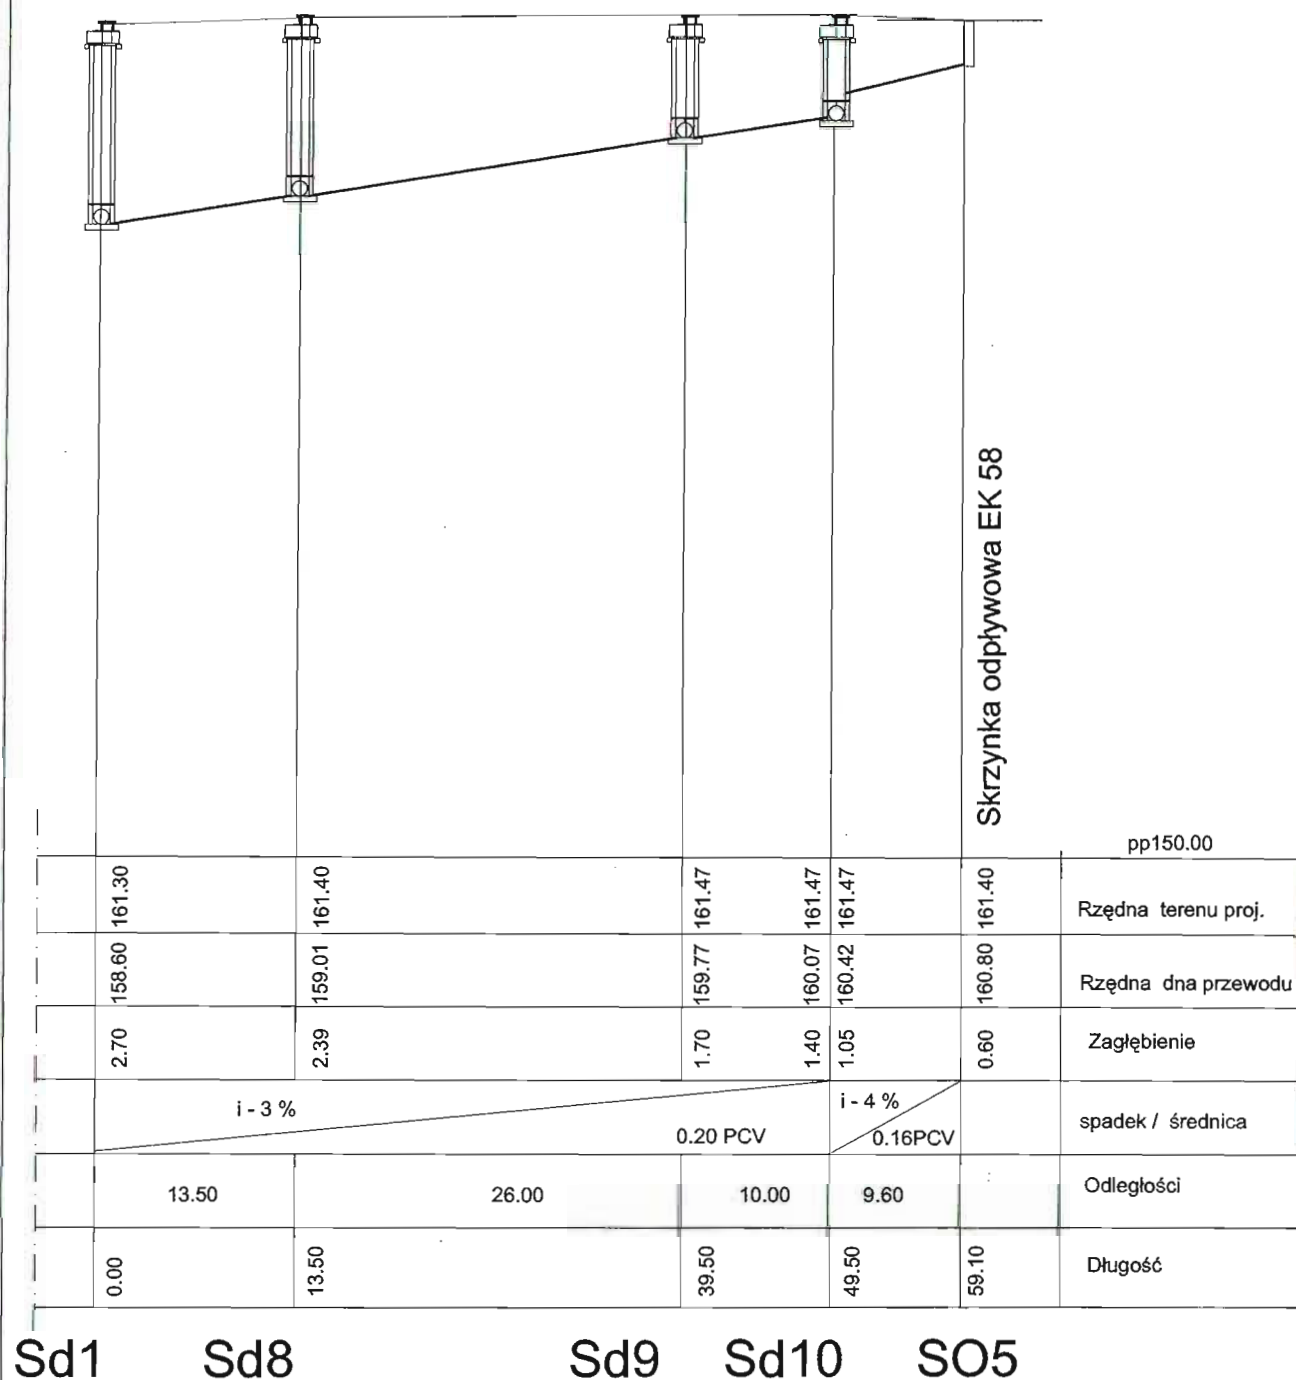 Skrzynka odpływowa EK 58
pp150.00
161.30 161.40 161.47 161.47 161.47 161.40 Rzędna terenu proj.
158.60 159.01 159.77 160.07 160.42 160.80 Rzędna dna przewodu
2.70 2.39 1.70 1.40 1.05 0.60 Zagłębienie
i - 3 % i - 4 % spadek / średnica
0.20 PCV 0.16PCV
13.50 26.00 10.00 9.60 Odległości
0.00 13.50 39.50 49.50 59.10 Długość
Sd1 Sd8 Sd9 Sd10 SO5